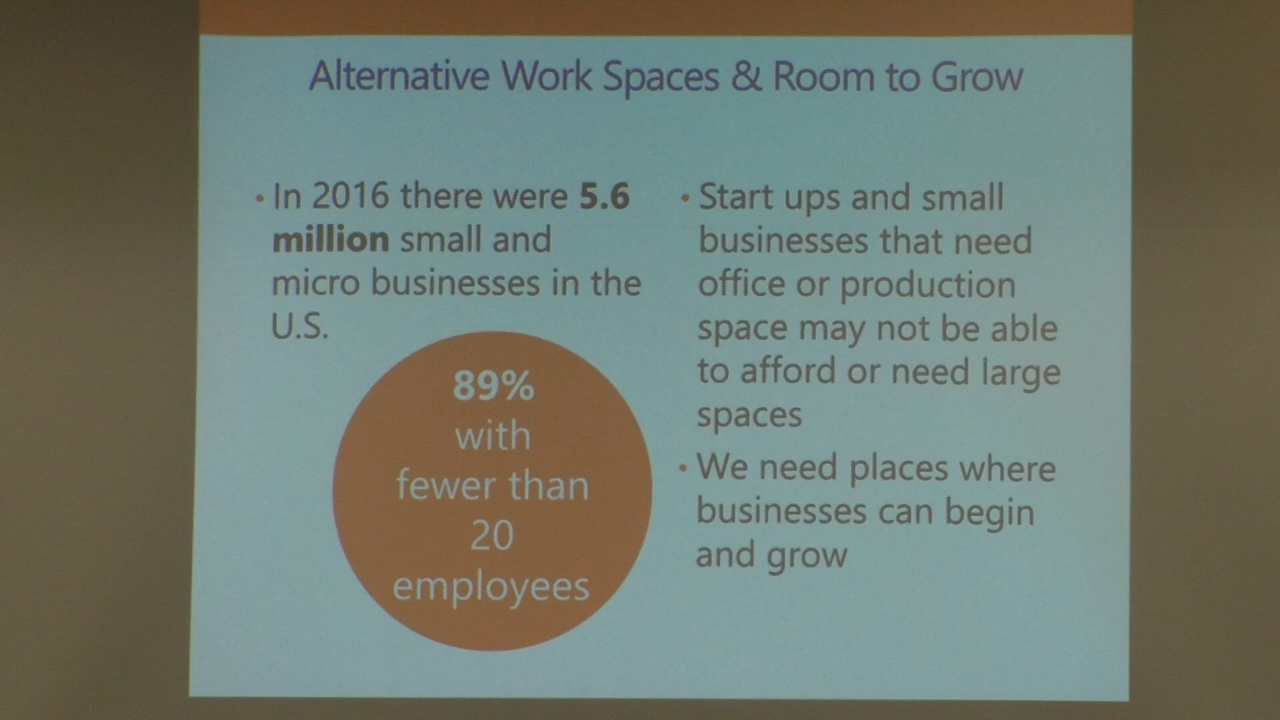 Alternative Work Spaces & Room to Grow
• In 2016 there were 5.6
million small and
micro businesses in the
U.S.
89%
with
fewer than
20
employees
• Start ups and small
businesses that need
office or production
space may not be able
to afford or need large
spaces
• We need places where
businesses can begin
and grow